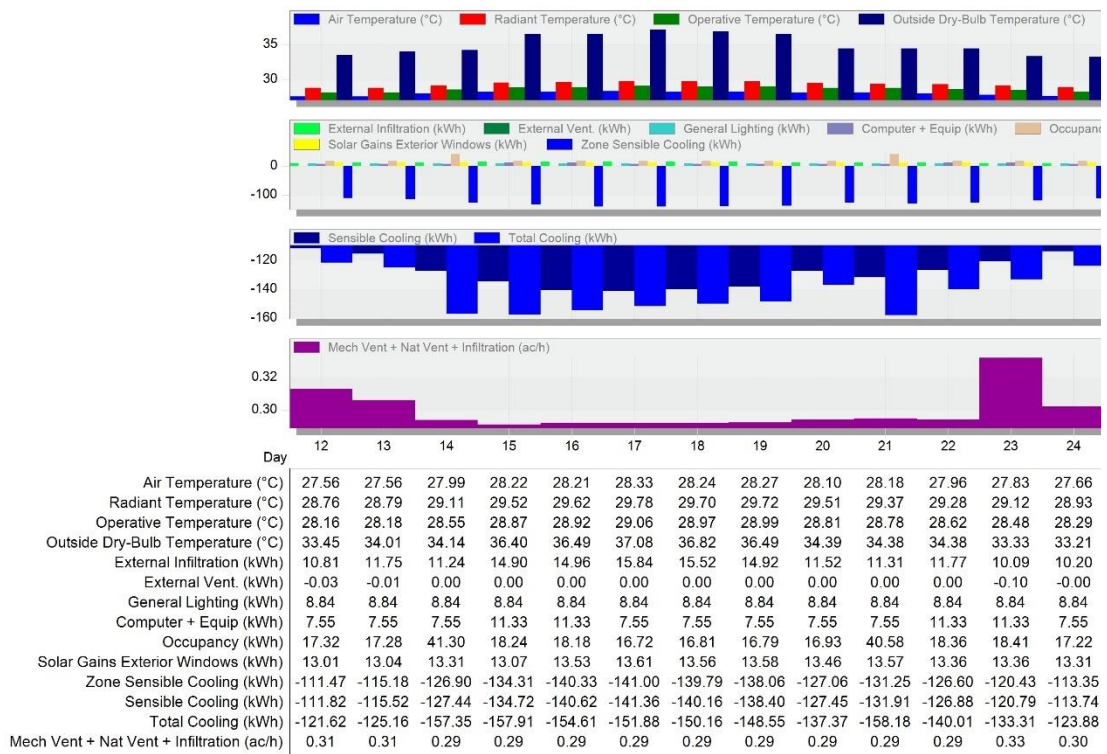 Air Temperature (°C) Radiant Temperature (°C) Operative Temperature (°C) Outside Dry-Bulb Temperature (°C)
35
30
External Infiltration (kWh) External Vent. (kWh) General Lighting (kWh) Computer + Equip (kWh) Occupanc
Solar Gains Exterior Windows (kWh) Zone Sensible Cooling (kWh)
0
-100
Sensible Cooling (kWh) Total Cooling (kWh)
-120
-140
-160
Mech Vent + Nat Vent + Infiltration (ac/h)
0.32
0.30
12 13 14 15 16 17 18 19 20 21 22 23 24
Day
Air Temperature (°C) 27.56 27.56 27.99 28.22 28.21 28.33 28.24 28.27 28.10 28.18 27.96 27.83 27.66
Radiant Temperature (°C) 28.76 28.79 29.11 29.52 29.62 29.78 29.70 29.72 29.51 29.37 29.28 29.12 28.93
Operative Temperature (°C) 28.16 28.18 28.55 28.87 28.92 29.06 28.97 28.99 28.81 28.78 28.62 28.48 28.29
Outside Dry-Bulb Temperature (°C) 33.45 34.01 34.14 36.40 36.49 37.08 36.82 36.49 34.39 34.38 34.38 33.33 33.21
External Infiltration (kWh) 10.81 11.75 11.24 14.90 14.96 15.84 15.52 14.92 11.52 11.31 11.77 10.09 10.20
External Vent. (kWh) -0.03 -0.01 0.00 0.00 0.00 0.00 0.00 0.00 0.00 0.00 0.00 -0.10 -0.00
General Lighting (kWh) 8.84 8.84 8.84 8.84 8.84 8.84 8.84 8.84 8.84 8.84 8.84 8.84 8.84
Computer + Equip (kWh) 7.55 7.55 7.55 11.33 11.33 7.55 7.55 7.55 7.55 7.55 11.33 11.33 7.55
Occupancy (kWh) 17.32 17.28 41.30 18.24 18.18 16.72 16.81 16.79 16.93 40.58 18.36 18.41 17.22
Solar Gains Exterior Windows (kWh) 13.01 13.04 13.31 13.07 13.53 13.61 13.56 13.58 13.46 13.57 13.36 13.36 13.31
Zone Sensible Cooling (kWh) -111.47 -115.18 -126.90 -134.31 -140.33 -141.00 -139.79 -138.06 -127.06 -131.25 -126.60 -120.43 -113.35
Sensible Cooling (kWh) -111.82 -115.52 -127.44 -134.72 -140.62 -141.36 -140.16 -138.40 -127.45 -131.91 -126.88 -120.79 -113.74
Total Cooling (kWh) -121.62 -125.16 -157.35 -157.91 -154.61 -151.88 -150.16 -148.55 -137.37 -158.18 -140.01 -133.31 -123.88
Mech Vent + Nat Vent + Infiltration (ac/h) 0.31 0.31 0.29 0.29 0.29 0.29 0.29 0.29 0.29 0.29 0.29 0.33 0.30